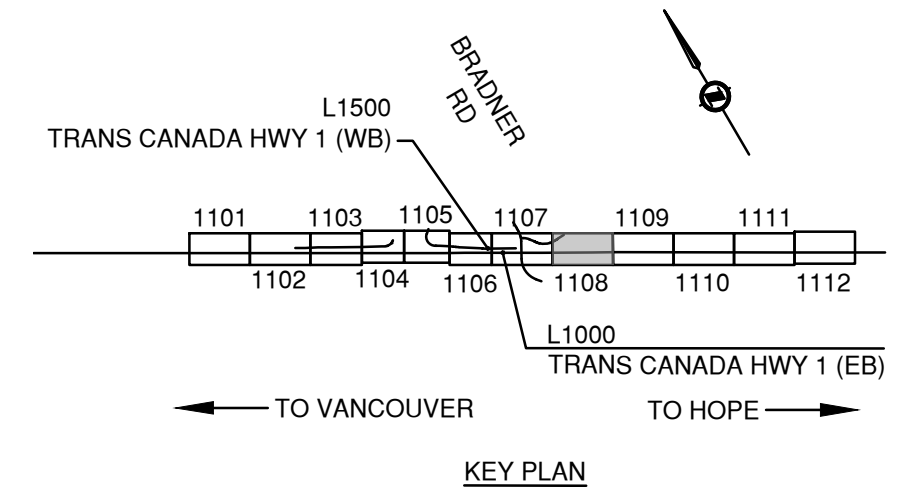 BRADNER
RD
L1500
TRANS CANADA HWY 1 (WB)
1101
1103
1105
1107
1109
1111
1102
1104
1106
1108
1110
1112
L1000
TRANS CANADA HWY 1 (EB)
TO VANCOUVER
TO HOPE
KEY PLAN